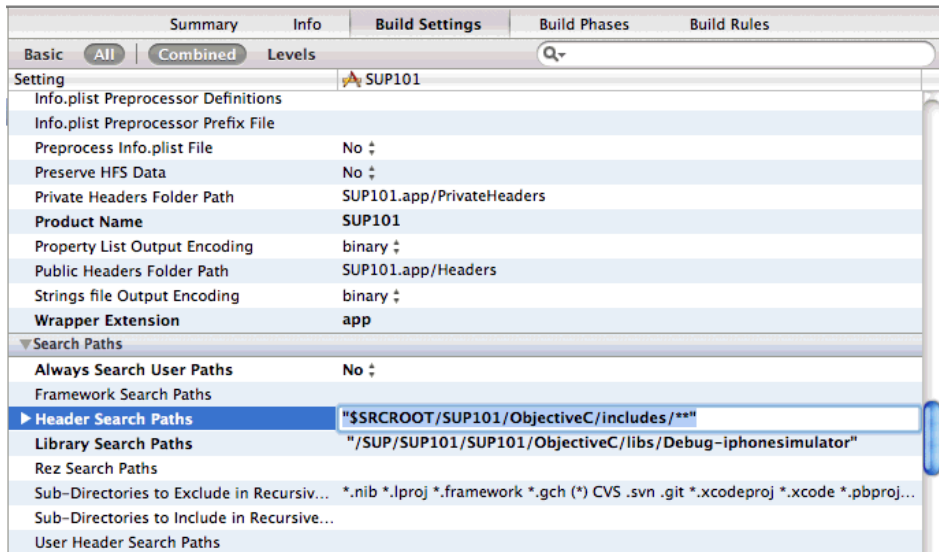 Summary Info Build Settings Build Phases Build Rules
Basic All Combined Levels
Setting SUP101
Info.plist Preprocessor Definitions
Info.plist Preprocessor Prefix File
Preprocess Info.plist File No
Preserve HFS Data No
Private Headers Folder Path SUP101.app/PrivateHeaders
Product Name SUP101
Property List Output Encoding binary
Public Headers Folder Path SUP101.app/Headers
Strings file Output Encoding binary
Wrapper Extension app
Search Paths
Always Search User Paths No
Framework Search Paths
Header Search Paths "$SRCROOT/SUP101/ObjectiveC/includes/**"
Library Search Paths "/SUP/SUP101/SUP101/ObjectiveC/libs/Debug-iphonesimulator"
Rez Search Paths
Sub-Directories to Exclude in Recursiv... *.nib *.lproj *.framework *.gch (*) CVS .svn .git *.xcodeproj *.xcode *.pbproj...
Sub-Directories to Include in Recursive...
User Header Search Paths